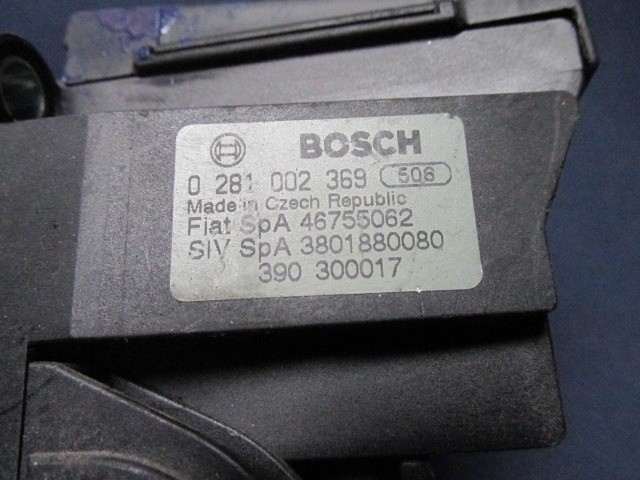 BOSCH
0 281 002 369 506
Made in Czech Republic
Fiat SpA 46755062
SIV SpA 3801880080
390 300017